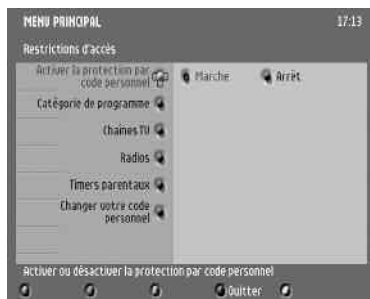 MENU PRINCIPAL 17:13
Restrictions d'accès
Activer la protection par
code personnel
Marche Arrêt
Catégorie de programme
Chaînes TV
Radios
Timers parentaux
Changer votre code
personnel
Activer ou désactiver la protection par code personnel
Quitter